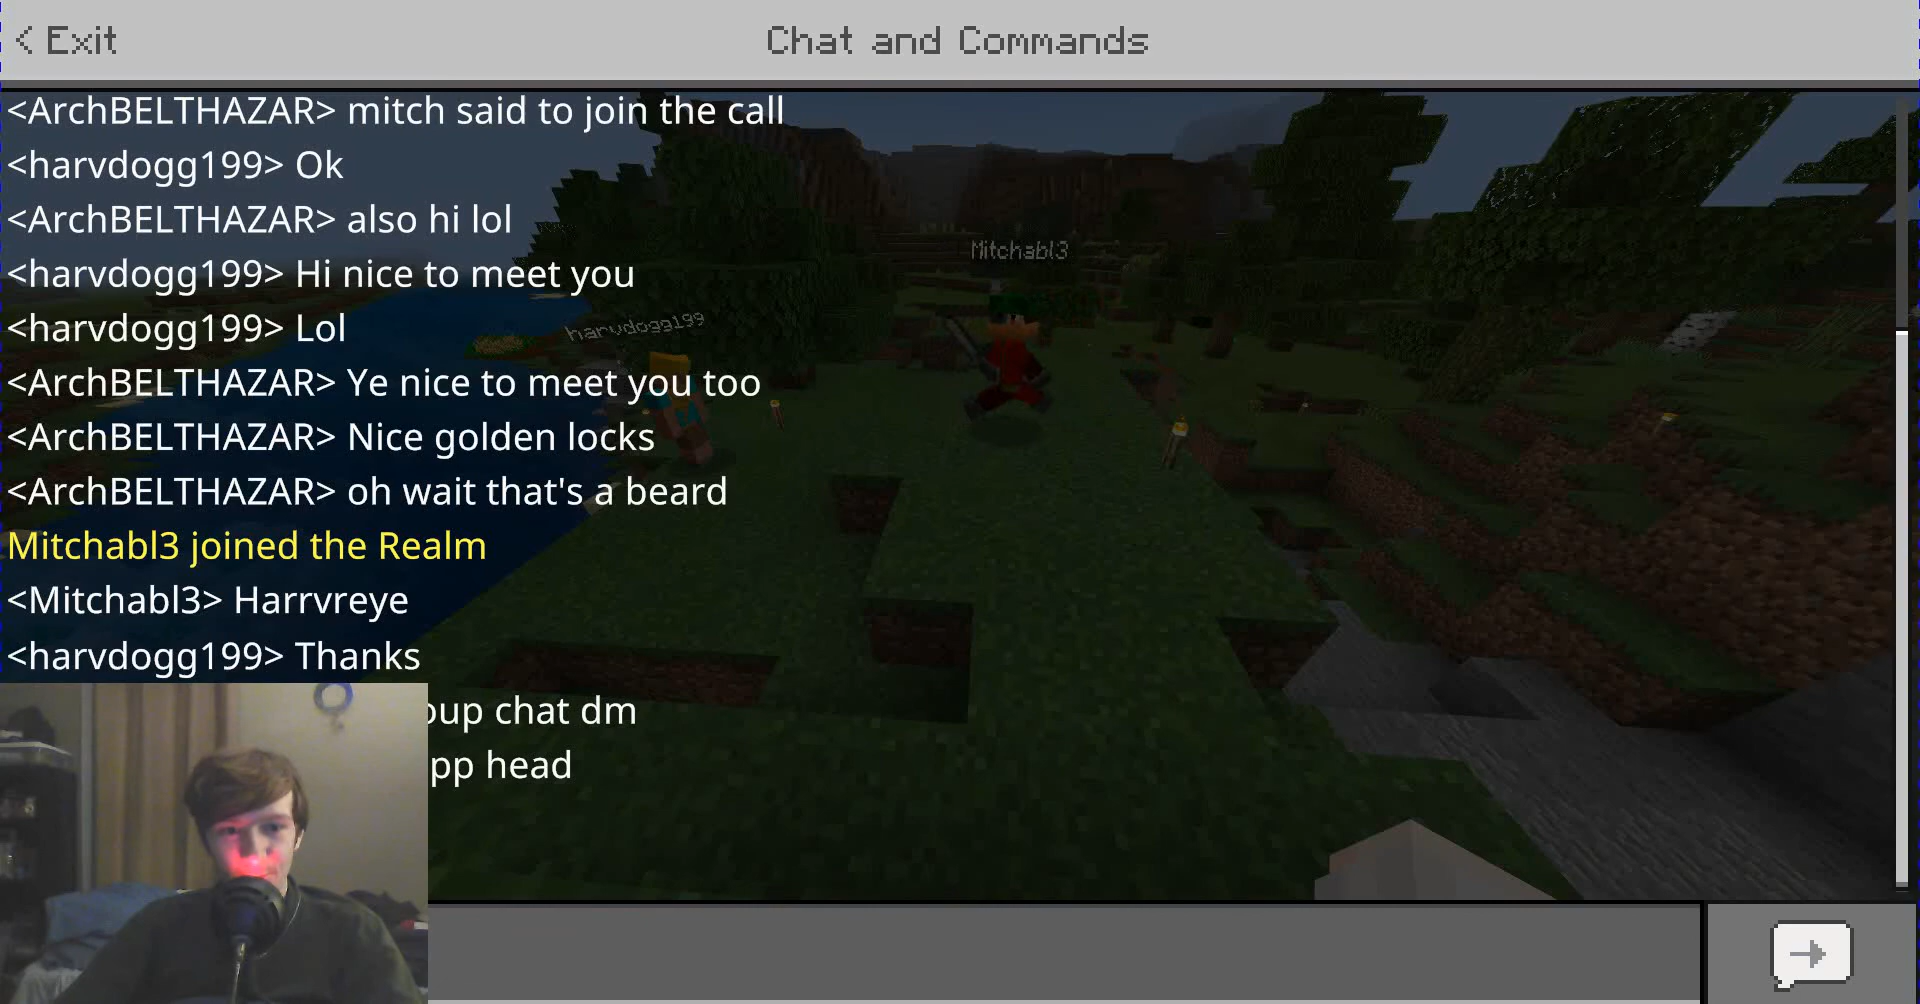 < Exit
Chat and Commands
<ArchBELTHAZAR> mitch said to join the call
<harvdogg199> Ok
<ArchBELTHAZAR> also hi lol
<harvdogg199> Hi nice to meet you
<harvdogg199> Lol
<ArchBELTHAZAR> Ye nice to meet you too
<ArchBELTHAZAR> Nice golden locks
<ArchBELTHAZAR> oh wait that's a beard
Mitchabl3 joined the Realm
<Mitchabl3> Harrvreye
<harvdogg199> Thanks
chat dm
pp head
Mitchabl3
harvdogg199